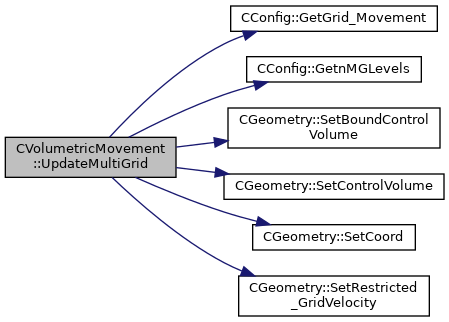 CConfig::GetGrid_Movement
CConfig::GetnMGLevels
CGeometry::SetBoundControl
Volume
CVolumetricMovement
::UpdateMultiGrid
CGeometry::SetControlVolume
CGeometry::SetCoord
CGeometry::SetRestricted
_GridVelocity